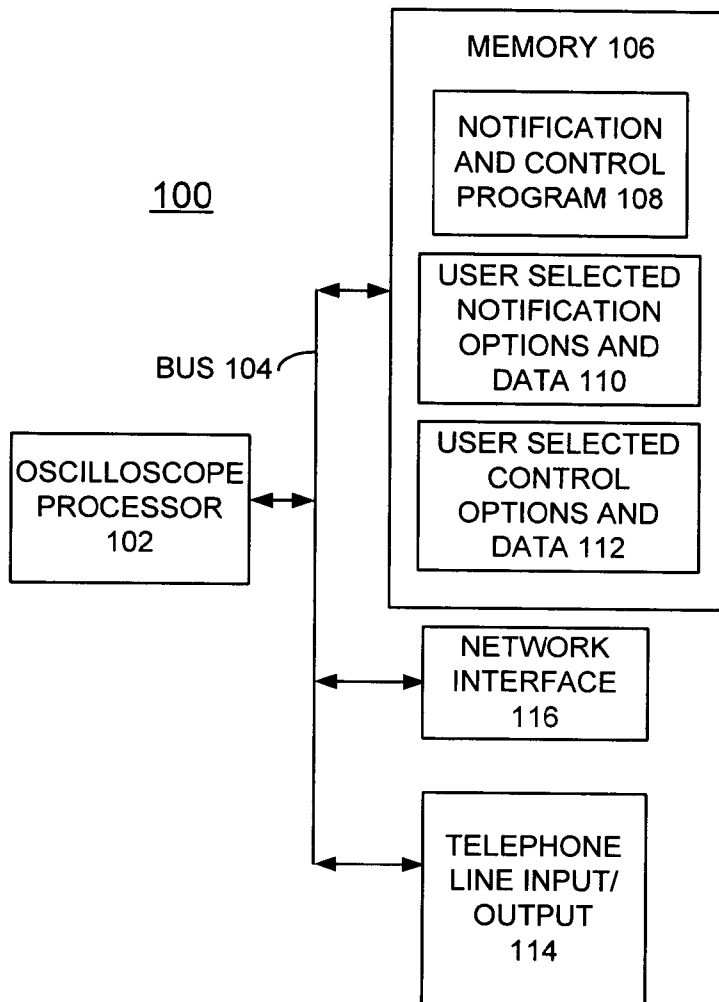 MEMORY 106
NOTIFICATION
AND CONTROL
PROGRAM 108
100
USER SELECTED
NOTIFICATION
OPTIONS AND
DATA 110
BUS 104
USER SELECTED
CONTROL
OPTIONS AND
DATA 112
OSCILLOSCOPE
PROCESSOR
102
NETWORK
INTERFACE
116
TELEPHONE
LINE INPUT/
OUTPUT
114